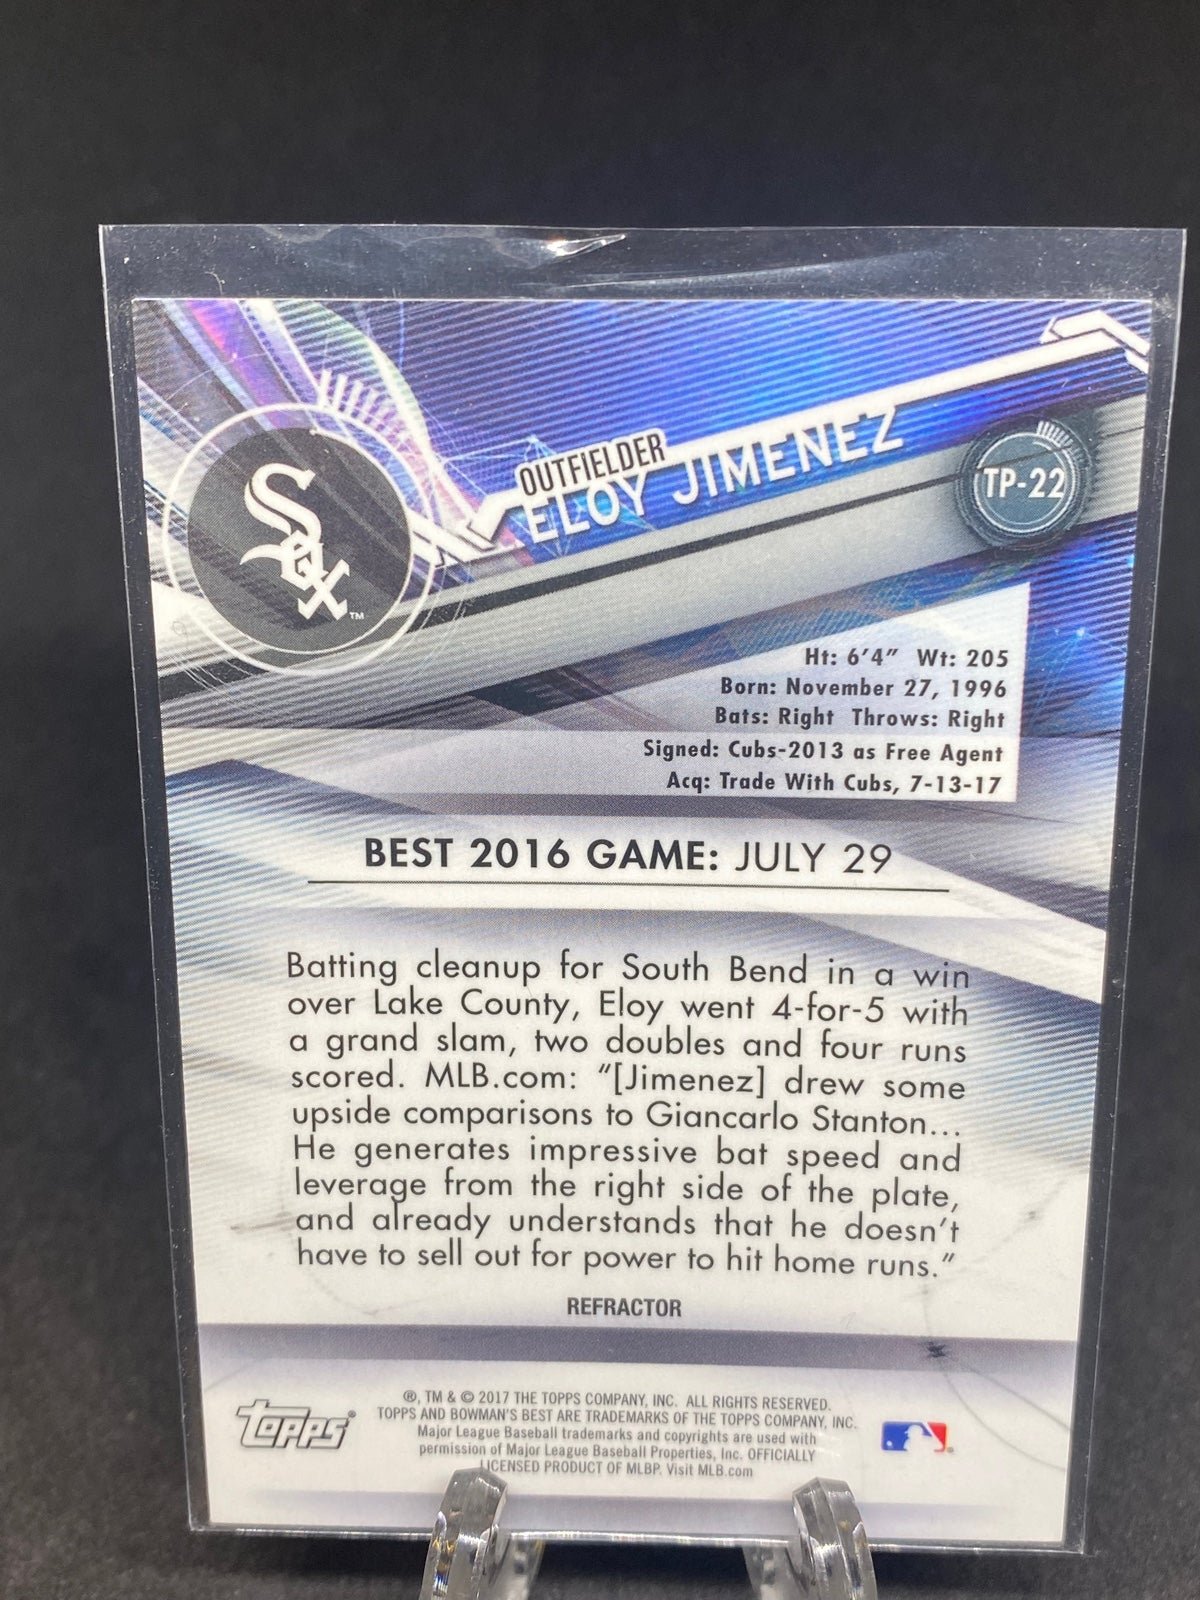 OUTFIELDER
ELOY JIMENEZ
TP-22
Sox™
Ht: 6'4" Wt: 205
Born: November 27, 1996
Bats: Right Throws: Right
Signed: Cubs-2013 as Free Agent
Acq: Trade With Cubs, 7-13-17
BEST 2016 GAME: JULY 29
Batting cleanup for South Bend in a win
over Lake County, Eloy went 4-for-5 with
a grand slam, two doubles and four runs
scored. MLB.com: "[Jimenez] drew some
upside comparisons to Giancarlo Stanton...
He generates impressive bat speed and
leverage from the right side of the plate,
and already understands that he doesn't
have to sell out for power to hit home runs."
REFRACTOR
Topps®
®, TM & © 2017 THE TOPPS COMPANY, INC. ALL RIGHTS RESERVED.
TOPPS AND BOWMAN'S BEST ARE TRADEMARKS OF THE TOPPS COMPANY, INC.
Major League Baseball trademarks and copyrights are used with
permission of Major League Baseball Properties, Inc. OFFICIALLY
LICENSED PRODUCT OF MLBP. Visit MLB.com